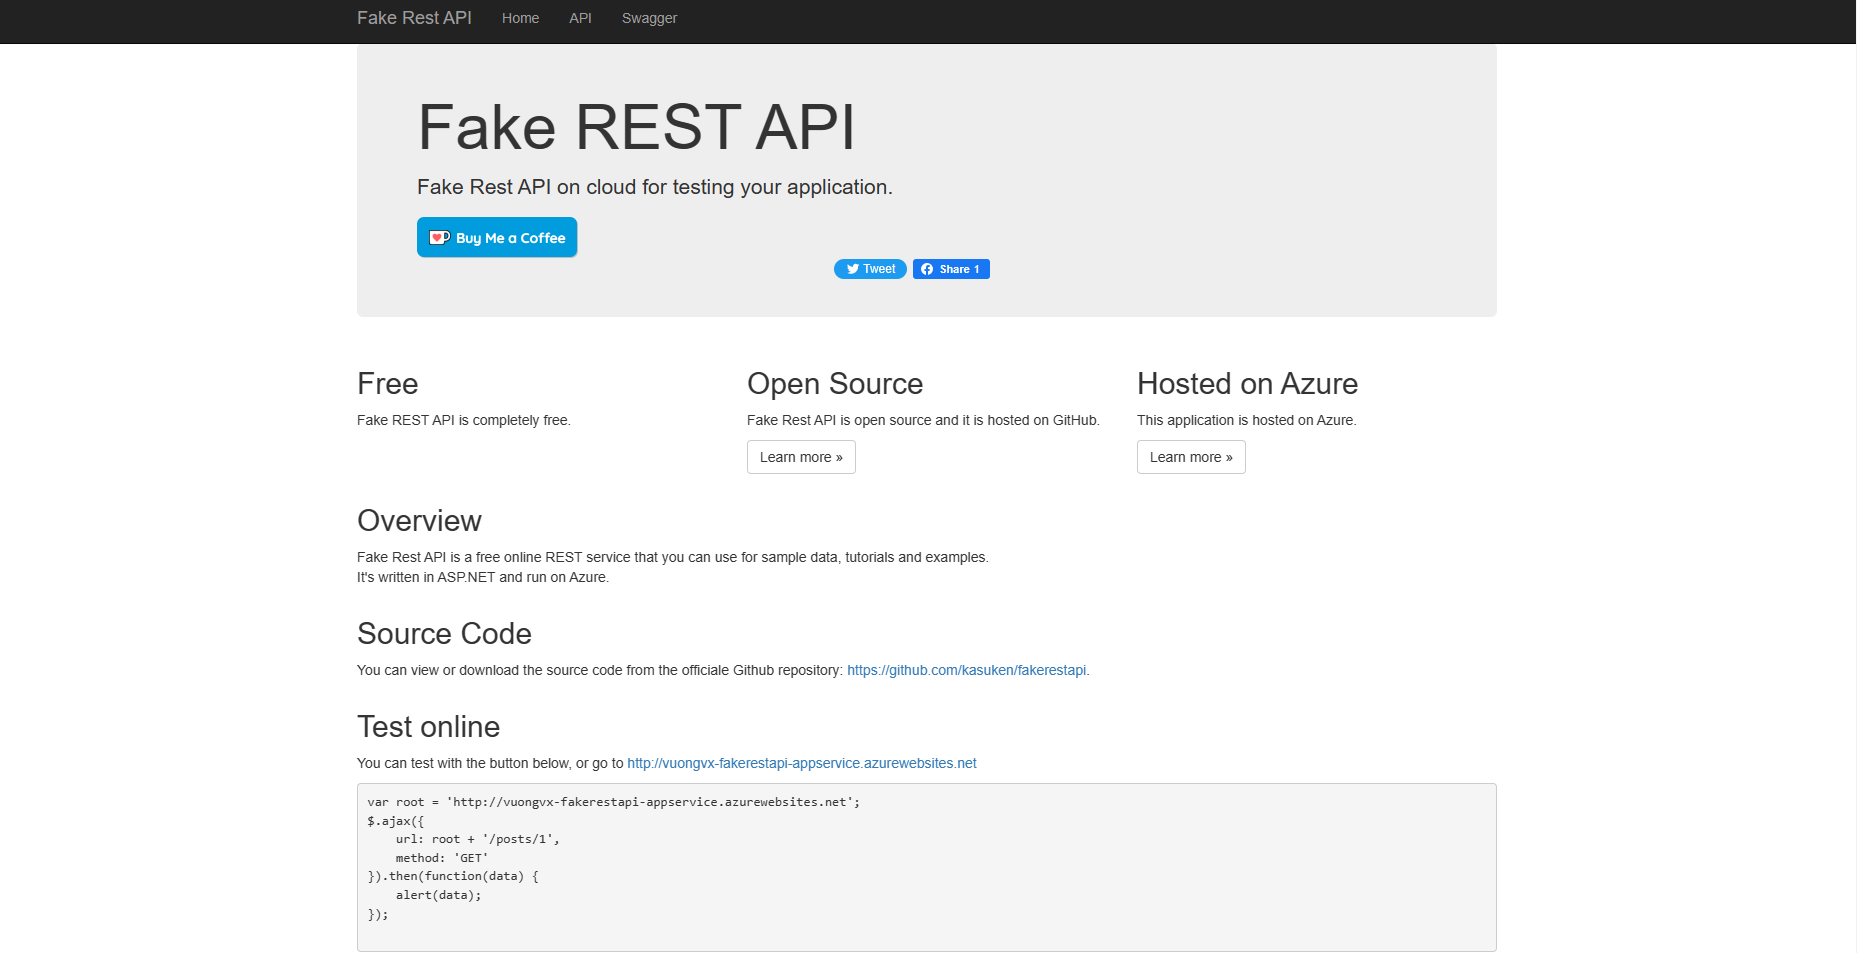 Fake Rest API Home API Swagger
Fake REST API
Fake Rest API on cloud for testing your application.
Buy Me a Coffee
Tweet Share 1
Free
Fake REST API is completely free.
Open Source
Fake Rest API is open source and it is hosted on GitHub.
Learn more »
Hosted on Azure
This application is hosted on Azure.
Learn more »
Overview
Fake Rest API is a free online REST service that you can use for sample data, tutorials and examples.
It's written in ASP.NET and run on Azure.
Source Code
You can view or download the source code from the officiale Github repository: https://github.com/kasuken/fakerestapi.
Test online
You can test with the button below, or go to http://vuongvx-fakerestapi-appservice.azurewebsites.net
var root = 'http://vuongvx-fakerestapi-appservice.azurewebsites.net';
$.ajax({
    url: root + '/posts/1',
    method: 'GET'
}).then(function(data) {
    alert(data);
});